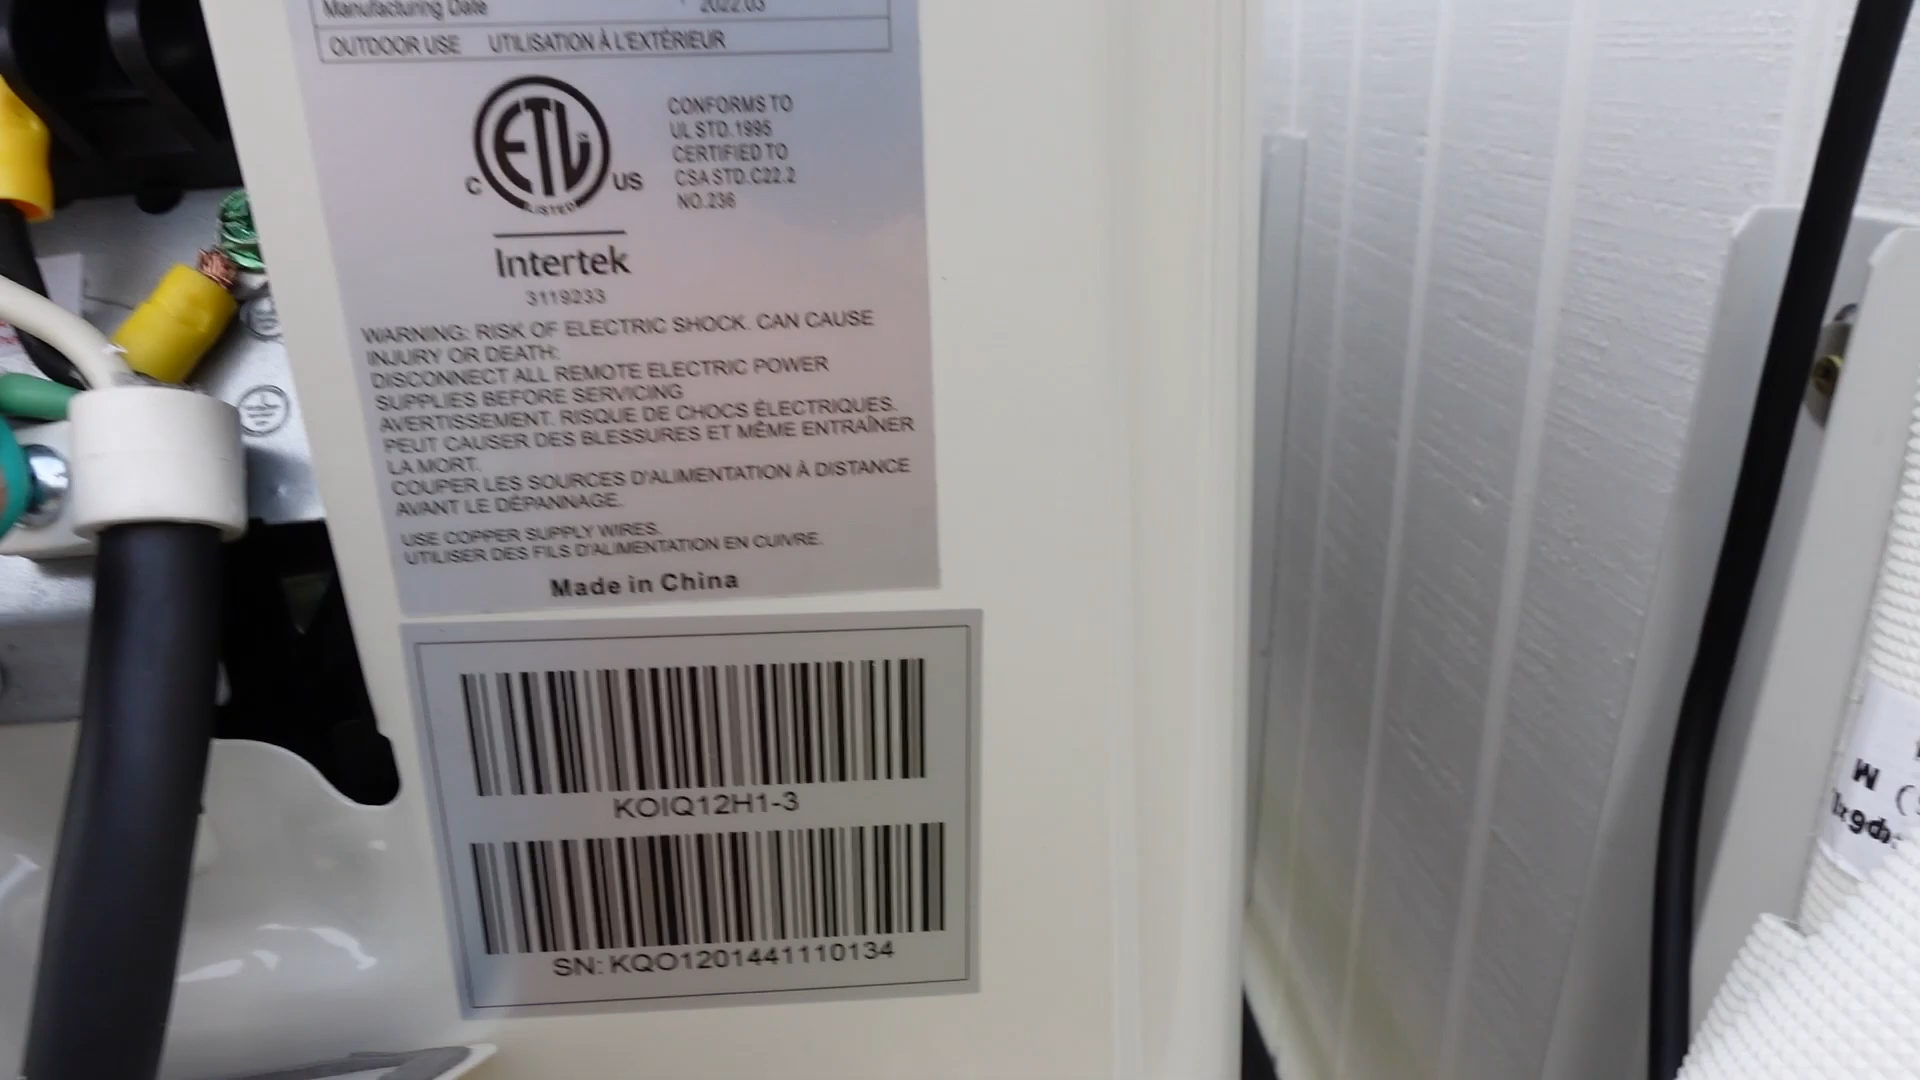 Manufacturing Date 2022.03
OUTDOOR USE UTILISATION À L'EXTÉRIEUR
ETL
C US
LISTED
CONFORMS TO
UL STD.1995
CERTIFIED TO
CSA STD.C22.2
NO.236
Intertek
3119233
WARNING: RISK OF ELECTRIC SHOCK. CAN CAUSE
INJURY OR DEATH:
DISCONNECT ALL REMOTE ELECTRIC POWER
SUPPLIES BEFORE SERVICING
AVERTISSEMENT. RISQUE DE CHOCS ÉLECTRIQUES.
PEUT CAUSER DES BLESSURES ET MÊME ENTRAÎNER
LA MORT.
COUPER LES SOURCES D'ALIMENTATION À DISTANCE
AVANT LE DÉPANNAGE.
USE COPPER SUPPLY WIRES.
UTILISER DES FILS D'ALIMENTATION EN CUIVRE.
Made in China
KOIQ12H1-3
SN: KQO1201441110134